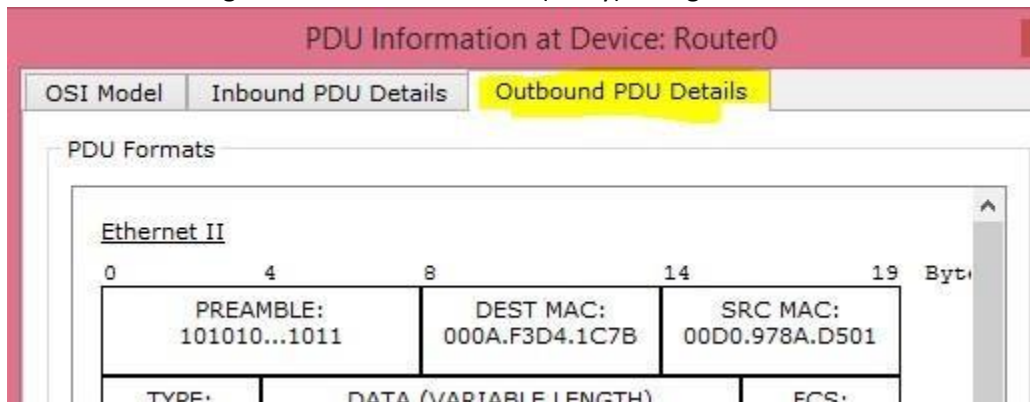 PDU Information at Device: Router0
OSI Model Inbound PDU Details Outbound PDU Details
PDU Formats
Ethernet II
0 4 8 14 19
PREAMBLE: DEST MAC: SRC MAC:
101010...1011 000A.F3D4.1C7B 00D0.978A.D501
TYPE: DATA (VARIABLE LENGTH) FCS: